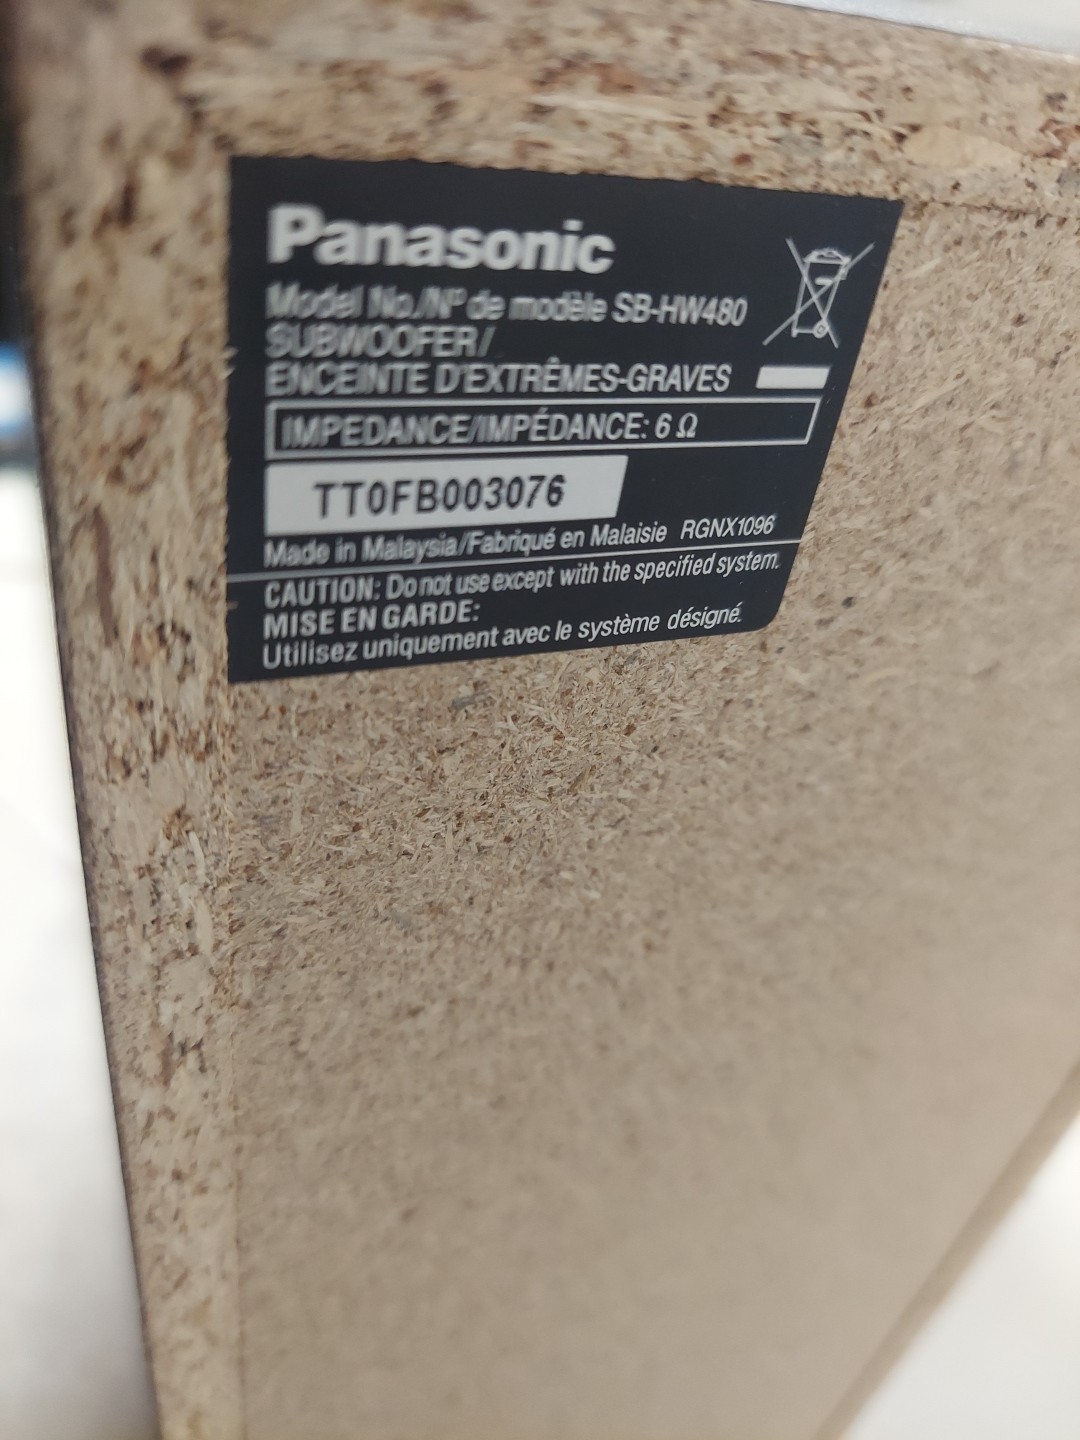 Panasonic
Model No./Nº de modèle SB-HW480
SUBWOOFER/
ENCEINTE D'EXTRÊMES-GRAVES
IMPEDANCE/IMPÉDANCE: 6 Ω
TT0FB003076
Made in Malaysia/Fabriqué en Malaisie RGNX1096
CAUTION: Do not use except with the specified system.
MISE EN GARDE:
Utilisez uniquement avec le système désigné.